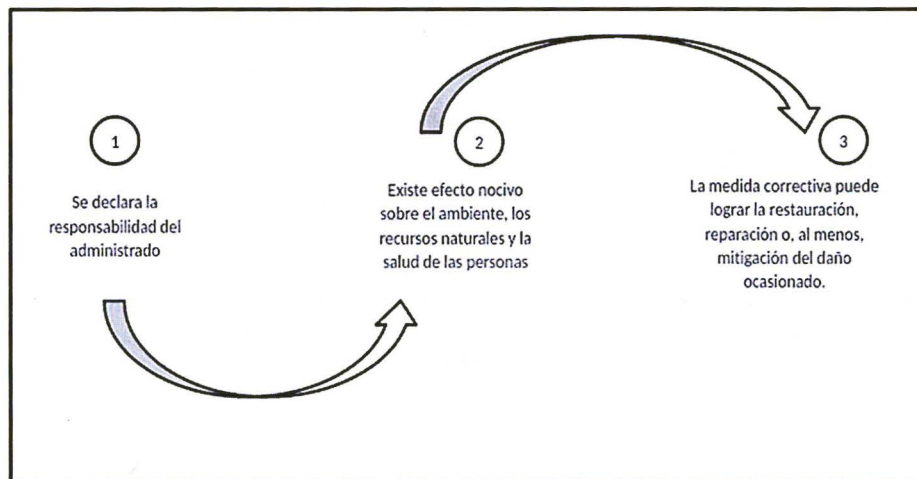 1
Se declara la
responsabilidad del
administrado
2
Existe efecto nocivo
sobre el ambiente, los
recursos naturales y la
salud de las personas
3
La medida correctiva puede
lograr la restauración,
reparación o, al menos,
mitigación del daño
ocasionado.